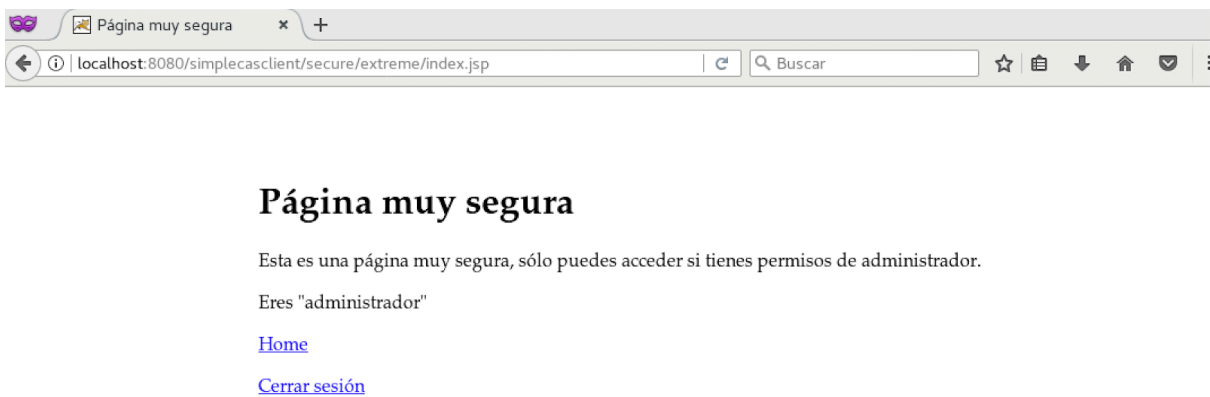 Página muy segura
localhost:8080/simplecasclient/secure/extreme/index.jsp
Buscar
Página muy segura
Esta es una página muy segura, sólo puedes acceder si tienes permisos de administrador.
Eres "administrador"
Home
Cerrar sesión